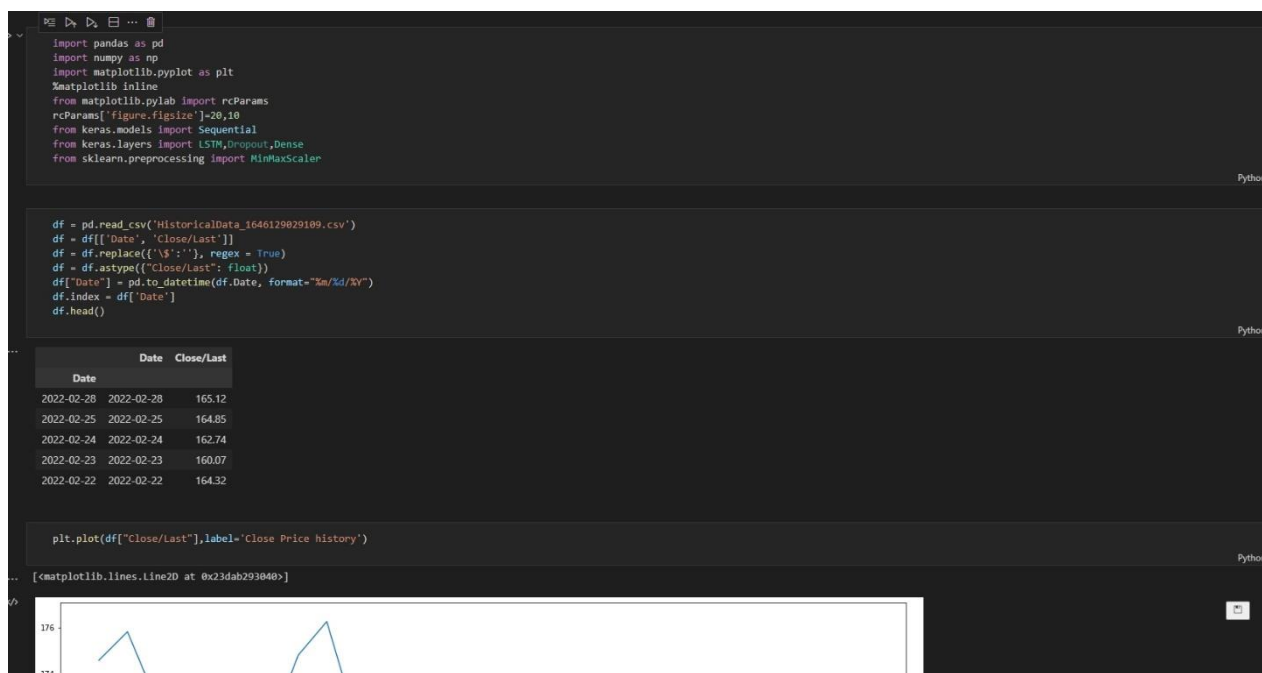 import pandas as pd
import numpy as np
import matplotlib.pyplot as plt
%matplotlib inline
from matplotlib.pylab import rcParams
rcParams['figure.figsize']=20,10
from keras.models import Sequential
from keras.layers import LSTM,Dropout,Dense
from sklearn.preprocessing import MinMaxScaler
Pytho
df = pd.read_csv('HistoricalData_1646129029109.csv')
df = df[['Date', 'Close/Last']]
df = df.replace({'\$':''}, regex = True)
df = df.astype({"Close/Last": float})
df["Date"] = pd.to_datetime(df.Date, format="%m/%d/%Y")
df.index = df['Date']
df.head()
Pytho
Date Close/Last
Date
2022-02-28 2022-02-28 165.12
2022-02-25 2022-02-25 164.85
2022-02-24 2022-02-24 162.74
2022-02-23 2022-02-23 160.07
2022-02-22 2022-02-22 164.32
plt.plot(df["Close/Last"],label='Close Price history')
Pytho
[<matplotlib.lines.Line2D at 0x23dab293040>]
176
174